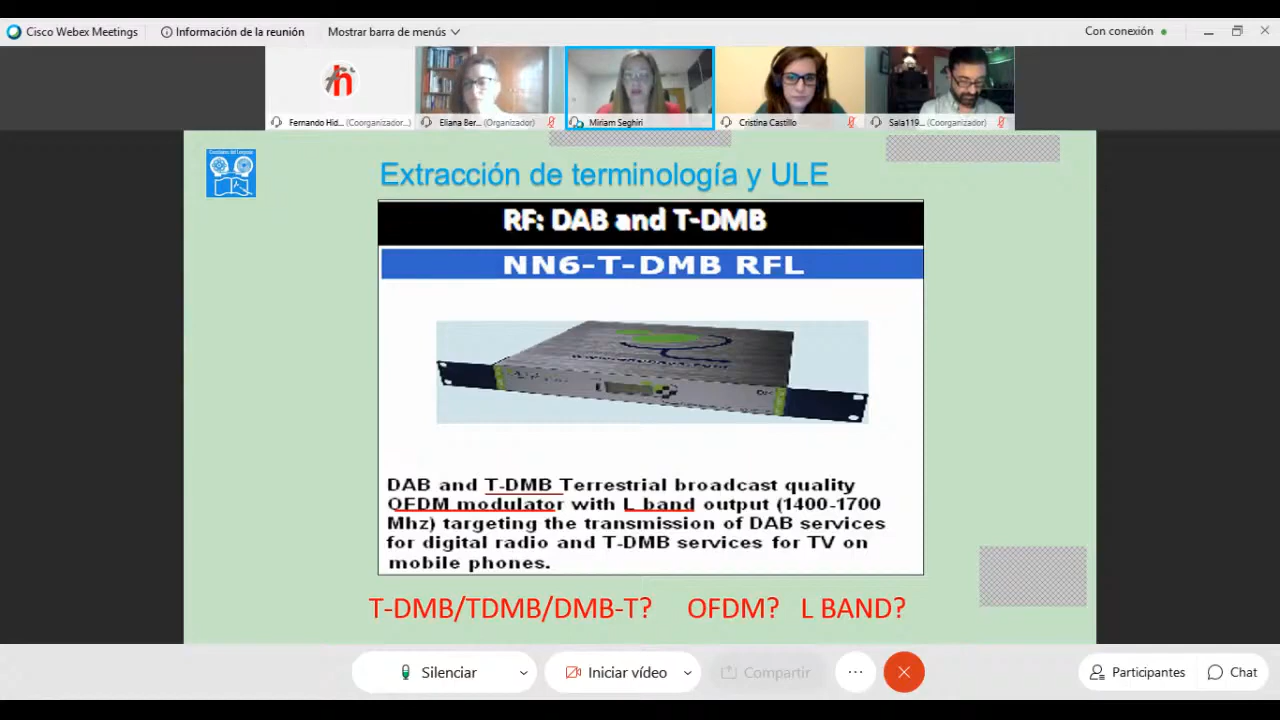 Cisco Webex Meetings
Información de la reunión
Mostrar barra de menús
Con conexión
h
Fernando Hid... (Coorganizador...
Eliana Ber... (Organizador)
Miriam Seghiri
Cristina Castillo
Sala119... (Coorganizador)
Extracción de terminología y ULE
RF: DAB and T-DMB
NN6-T-DMB RFL
DAB and T-DMB Terrestrial broadcast quality
OFDM modulator with L band output (1400-1700
Mhz) targeting the transmission of DAB services
for digital radio and T-DMB services for TV on
mobile phones.
T-DMB/TDMB/DMB-T? OFDM? L BAND?
Silenciar
Iniciar vídeo
Compartir
Participantes
Chat